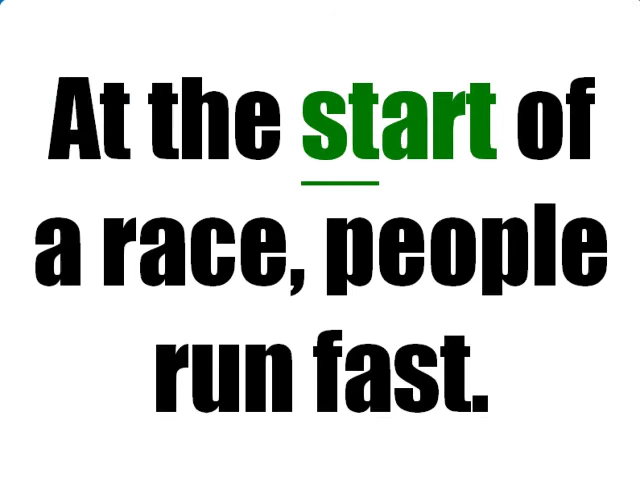 At the start of
a race, people
run fast.